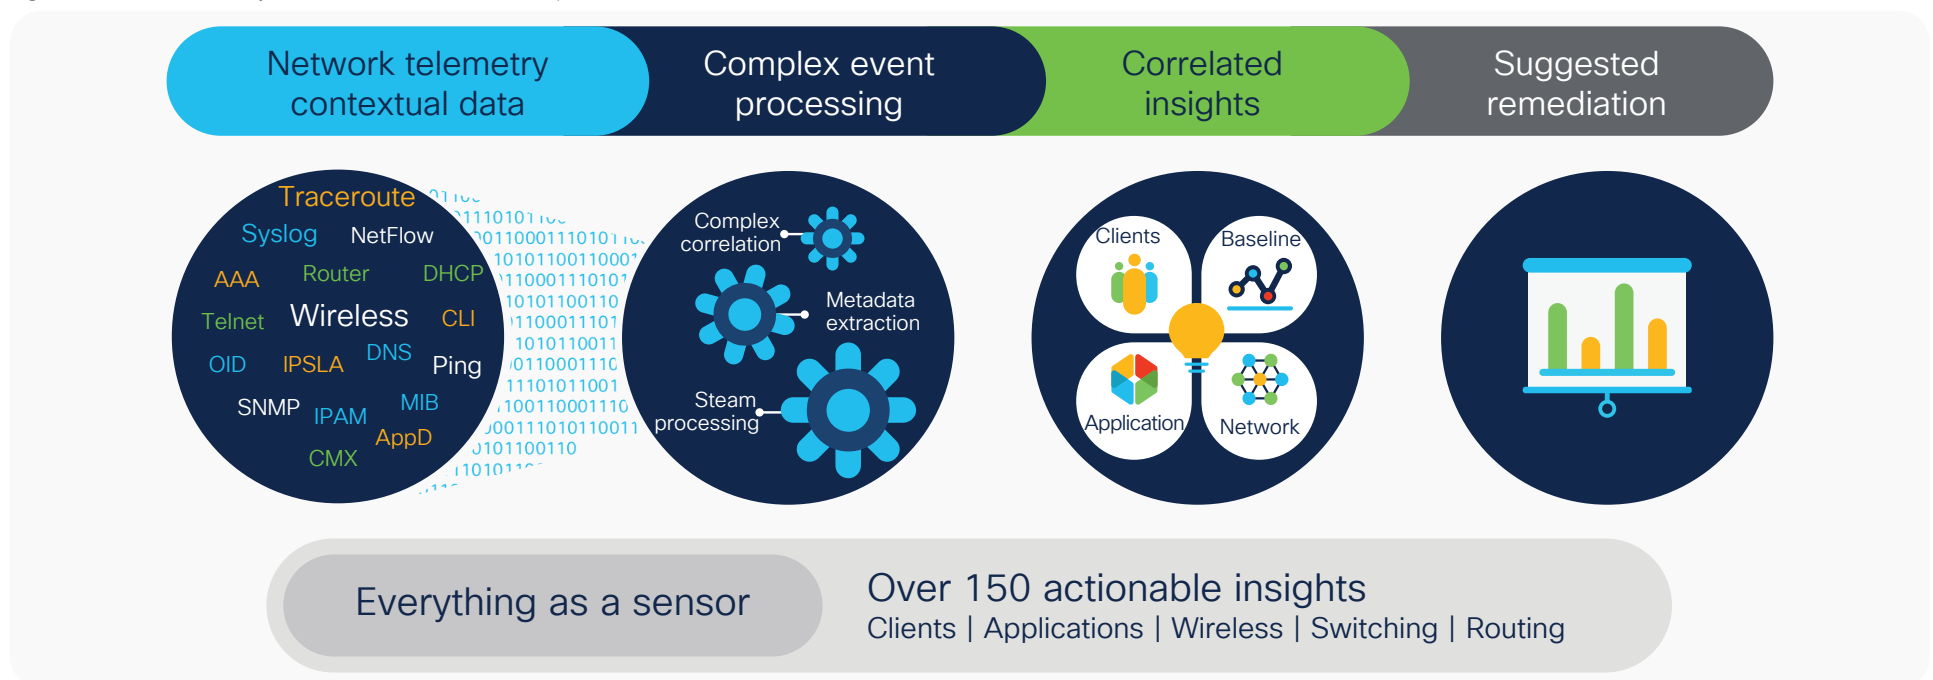 Network telemetry
contextual data
Complex event
processing
Correlated
insights
Suggested
remediation
Traceroute
Syslog NetFlow
AAA Router DHCP
Telnet Wireless CLI
OID IPSLA DNS Ping
SNMP IPAM MIB
AppD
CMX
Complex
correlation
Metadada
extraction
Steam
processing
Clients
Baseline
Application
Network
Everything as a sensor
Over 150 actionable insights
Clients | Applications | Wireless | Switching | Routing